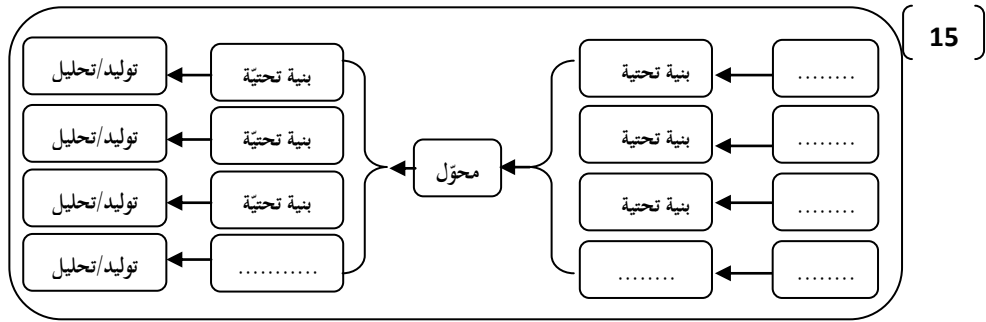 15
........ بنية تحتية بنية تحتيّة توليد/تحليل
........ بنية تحتية بنية تحتيّة توليد/تحليل
محوّل
........ بنية تحتية بنية تحتيّة توليد/تحليل
........ ........ ........... توليد/تحليل